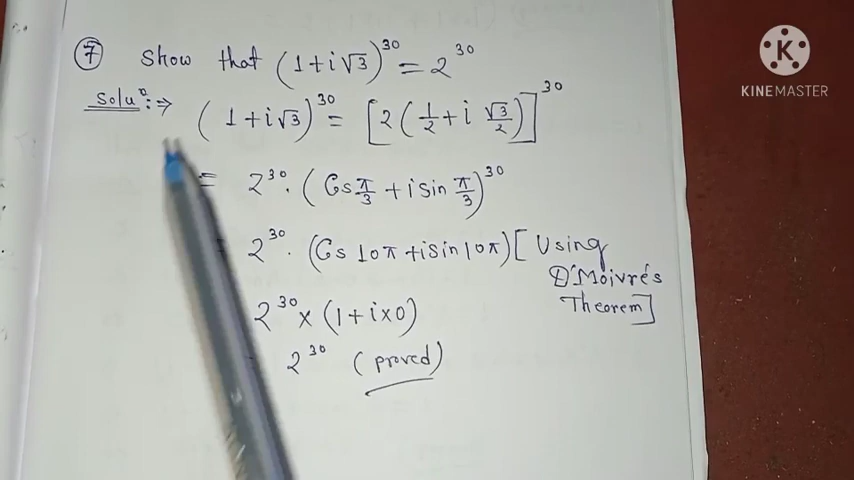 7 Show that (1+i√3)^30 = 2^30
Solu^n :⇒ (1+i√3)^30 = [2(1/2 + i √3/2)]^30
= 2^30 · (Cos π/3 + i sin π/3)^30
= 2^30 · (Cos 10π + i sin 10π) [Using
D'Moivre's
Theorem]
2^30 × (1+i×0)
2^30 (proved)
K
KINEMASTER